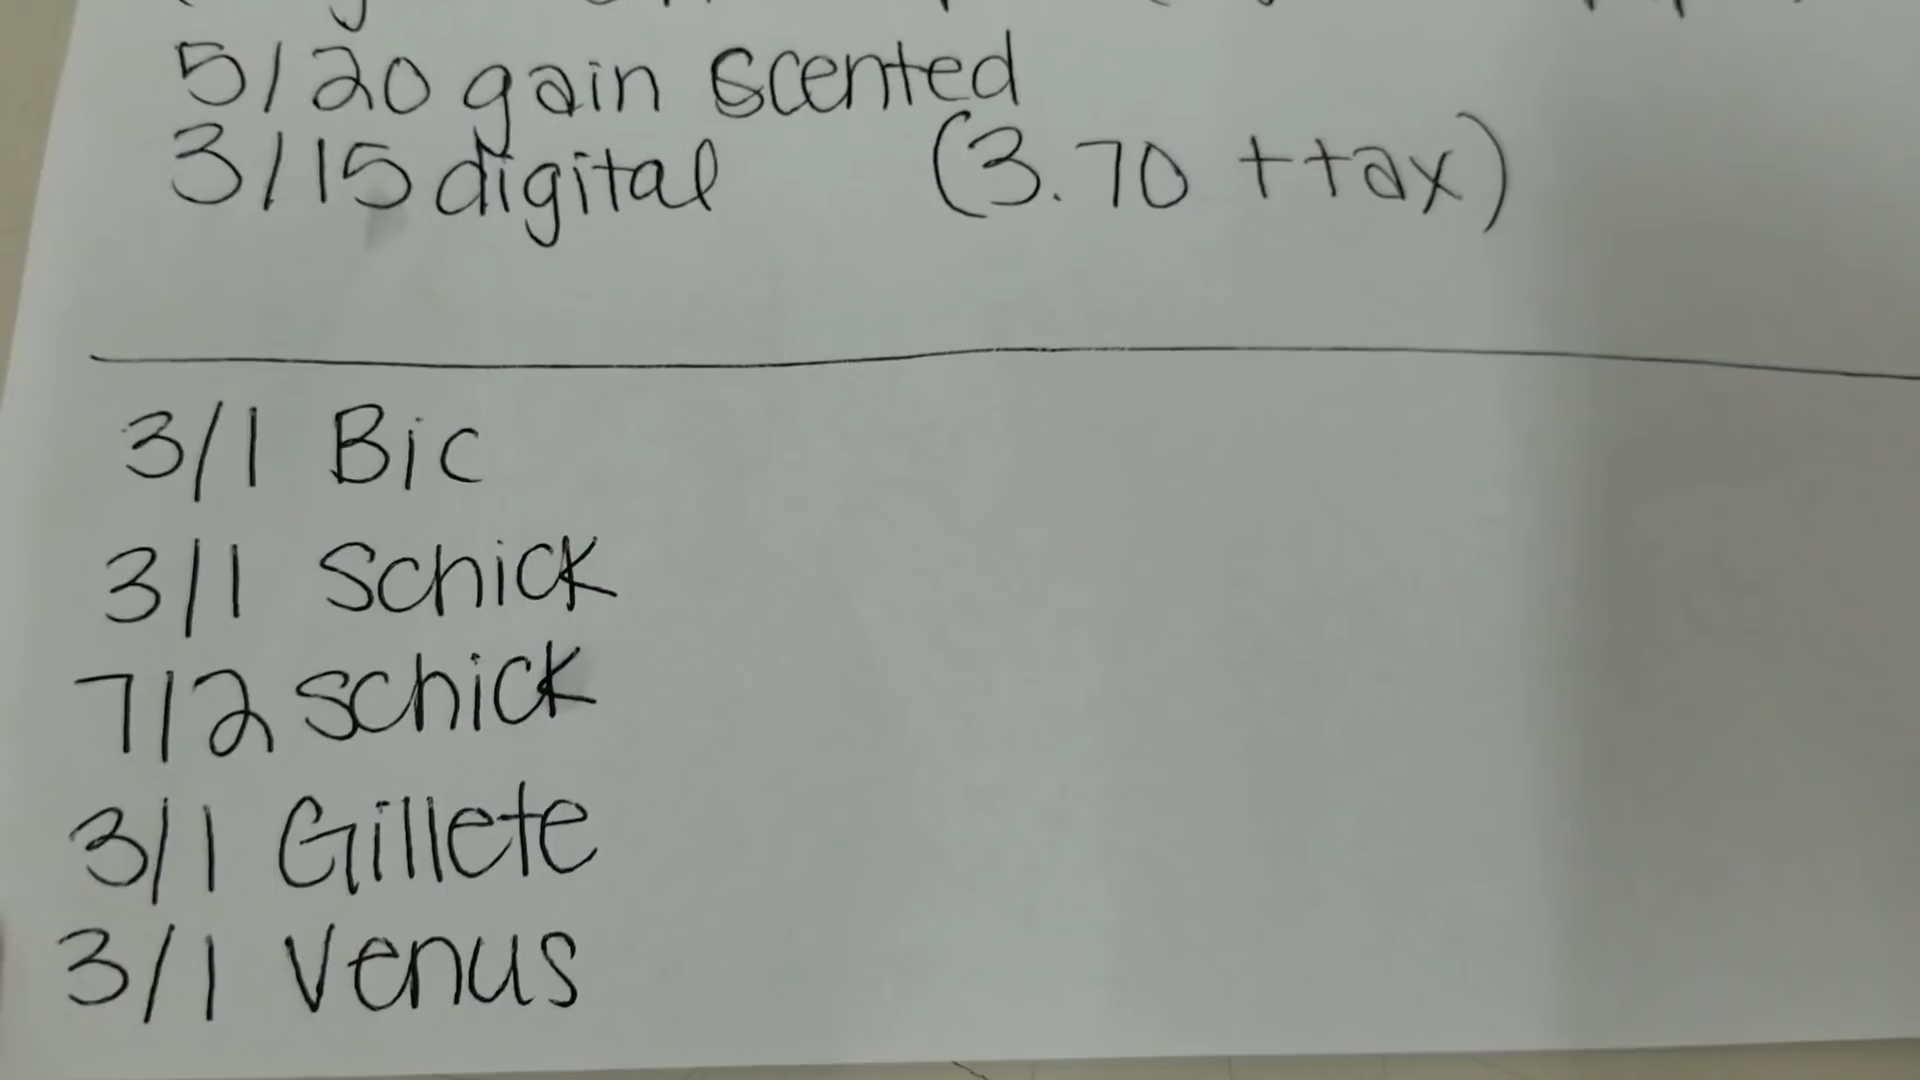 5/20 gain scented
3/15 digital (3.70 + tax)
3/1 Bic
3/1 Schick
7/2 schick
3/1 Gillete
3/1 Venus